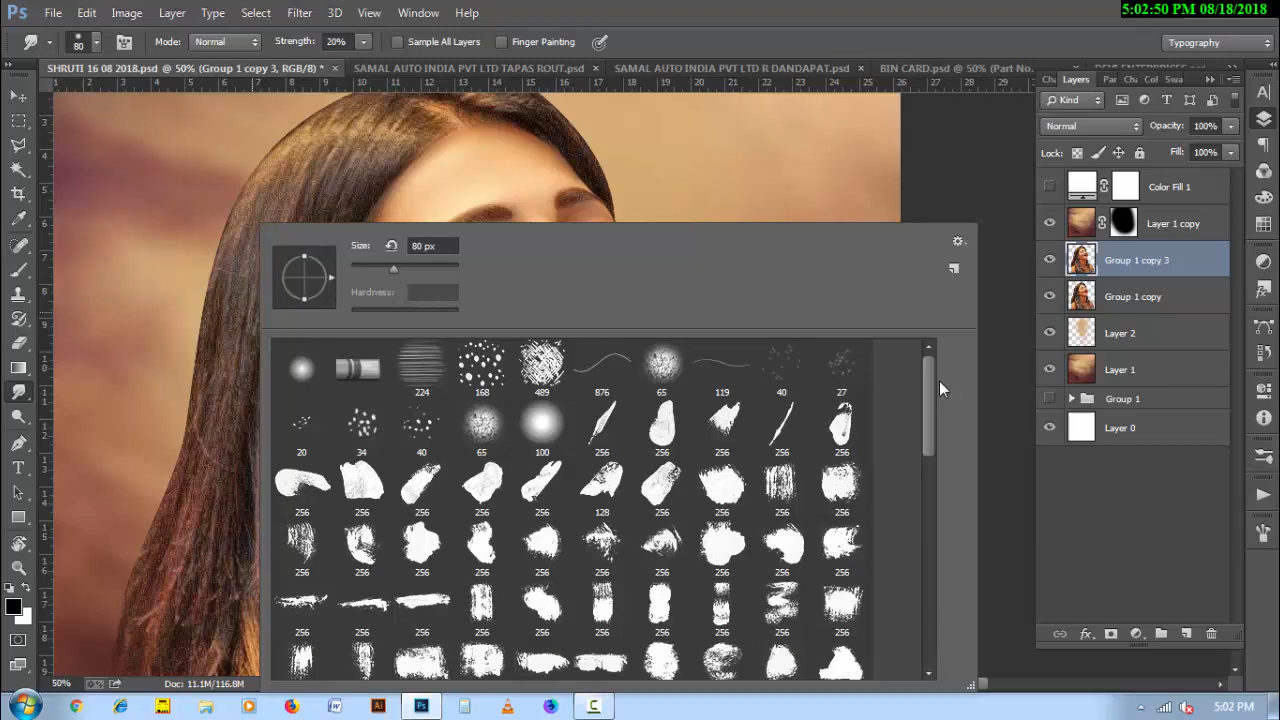 5:02:50 PM 08/18/2018
Ps File Edit Image Layer Type Select Filter 3D View Window Help
80 Mode: Normal Strength: 20% Sample All Layers Finger Painting Typography
SHRUTI 16 08 2018.psd @ 50% (Group 1 copy 3, RGB/8) * × SAMAL AUTO INDIA PVT LTD TAPAS ROUT.psd × SAMAL AUTO INDIA PVT LTD R DANDAPAT.psd × BIN CARD.psd @ 50% (Part No.
Layers Par Col Swa
Kind
Normal Opacity: 100%
Lock: Fill: 100%
Color Fill 1
Layer 1 copy
Group 1 copy 3
Group 1 copy
Layer 2
Layer 1
Group 1
Layer 0
Size: 80 px
Hardness:
224 168 489 876 65 119 40 27
20 34 40 65 100 256 256 256 256 256
256 256 256 256 256 128 256 256 256 256
256 256 256 256 256 256 256 256 256 256
256 256 256 256 256 256 256 256 256 256
50% Doc: 11.1M/116.8M
W Ai Ps C 5:02 PM